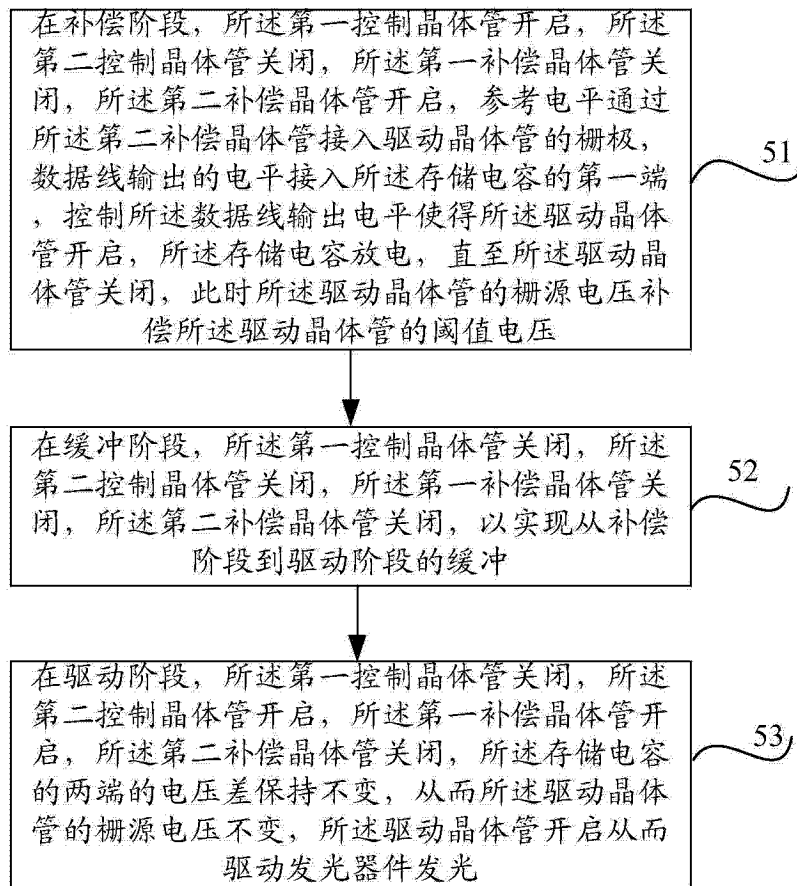 在补偿阶段，所述第一控制晶体管开启，所述
第二控制晶体管关闭，所述第一补偿晶体管关
闭，所述第二补偿晶体管开启，参考电平通过
所述第二补偿晶体管接入驱动晶体管的栅极，
数据线输出的电平接入所述存储电容的第一端
，控制所述数据线输出电平使得所述驱动晶体
管开启，所述存储电容放电，直至所述驱动晶
体管关闭，此时所述驱动晶体管的栅源电压补
偿所述驱动晶体管的阈值电压
51
在缓冲阶段，所述第一控制晶体管关闭，所述
第二控制晶体管关闭，所述第一补偿晶体管关
闭，所述第二补偿晶体管关闭，以实现从补偿
阶段到驱动阶段的缓冲
52
在驱动阶段，所述第一控制晶体管关闭，所述
第二控制晶体管开启，所述第一补偿晶体管开
启，所述第二补偿晶体管关闭，所述存储电容
的两端的电压差保持不变，从而所述驱动晶体
管的栅源电压不变，所述驱动晶体管开启从而
驱动发光器件发光
53